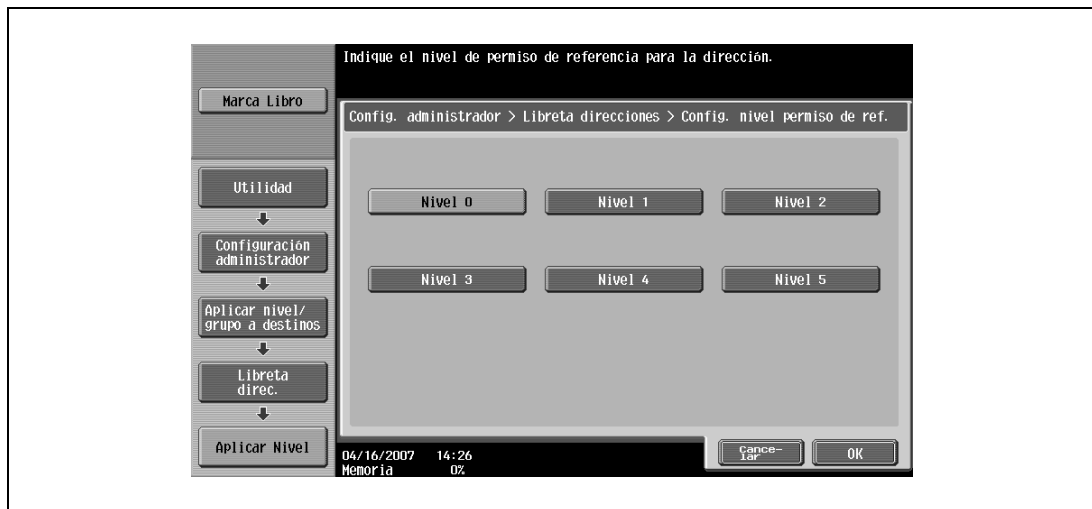 Indique el nivel de permiso de referencia para la dirección.
Marca Libro
Config. administrador > Libreta direcciones > Config. nivel permiso de ref.
Utilidad
Configuración
administrador
Aplicar nivel/
grupo a destinos
Libreta
direc.
Aplicar Nivel
Nivel 0
Nivel 1
Nivel 2
Nivel 3
Nivel 4
Nivel 5
04/16/2007 14:26
Memoria 0%
Cance-
lar
OK